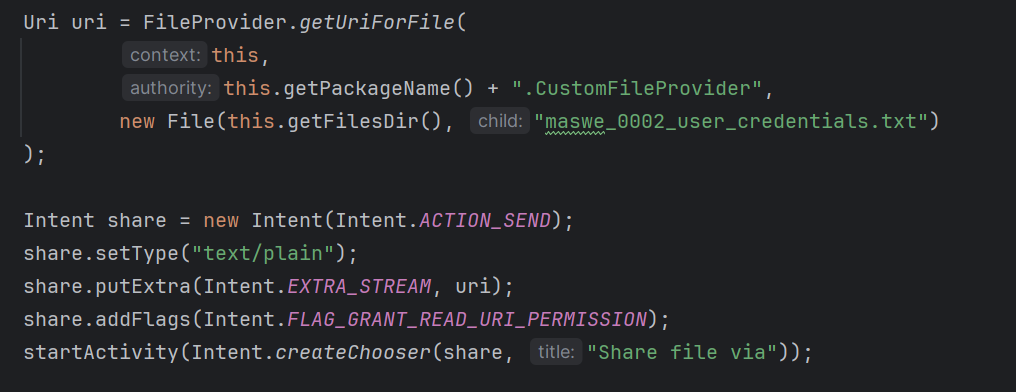 Uri uri = FileProvider.getUriForFile(
context: this,
authority: this.getPackageName() + ".CustomFileProvider",
new File(this.getFilesDir(), child: "maswe_0002_user_credentials.txt")
);
Intent share = new Intent(Intent.ACTION_SEND);
share.setType("text/plain");
share.putExtra(Intent.EXTRA_STREAM, uri);
share.addFlags(Intent.FLAG_GRANT_READ_URI_PERMISSION);
startActivity(Intent.createChooser(share, title: "Share file via"));